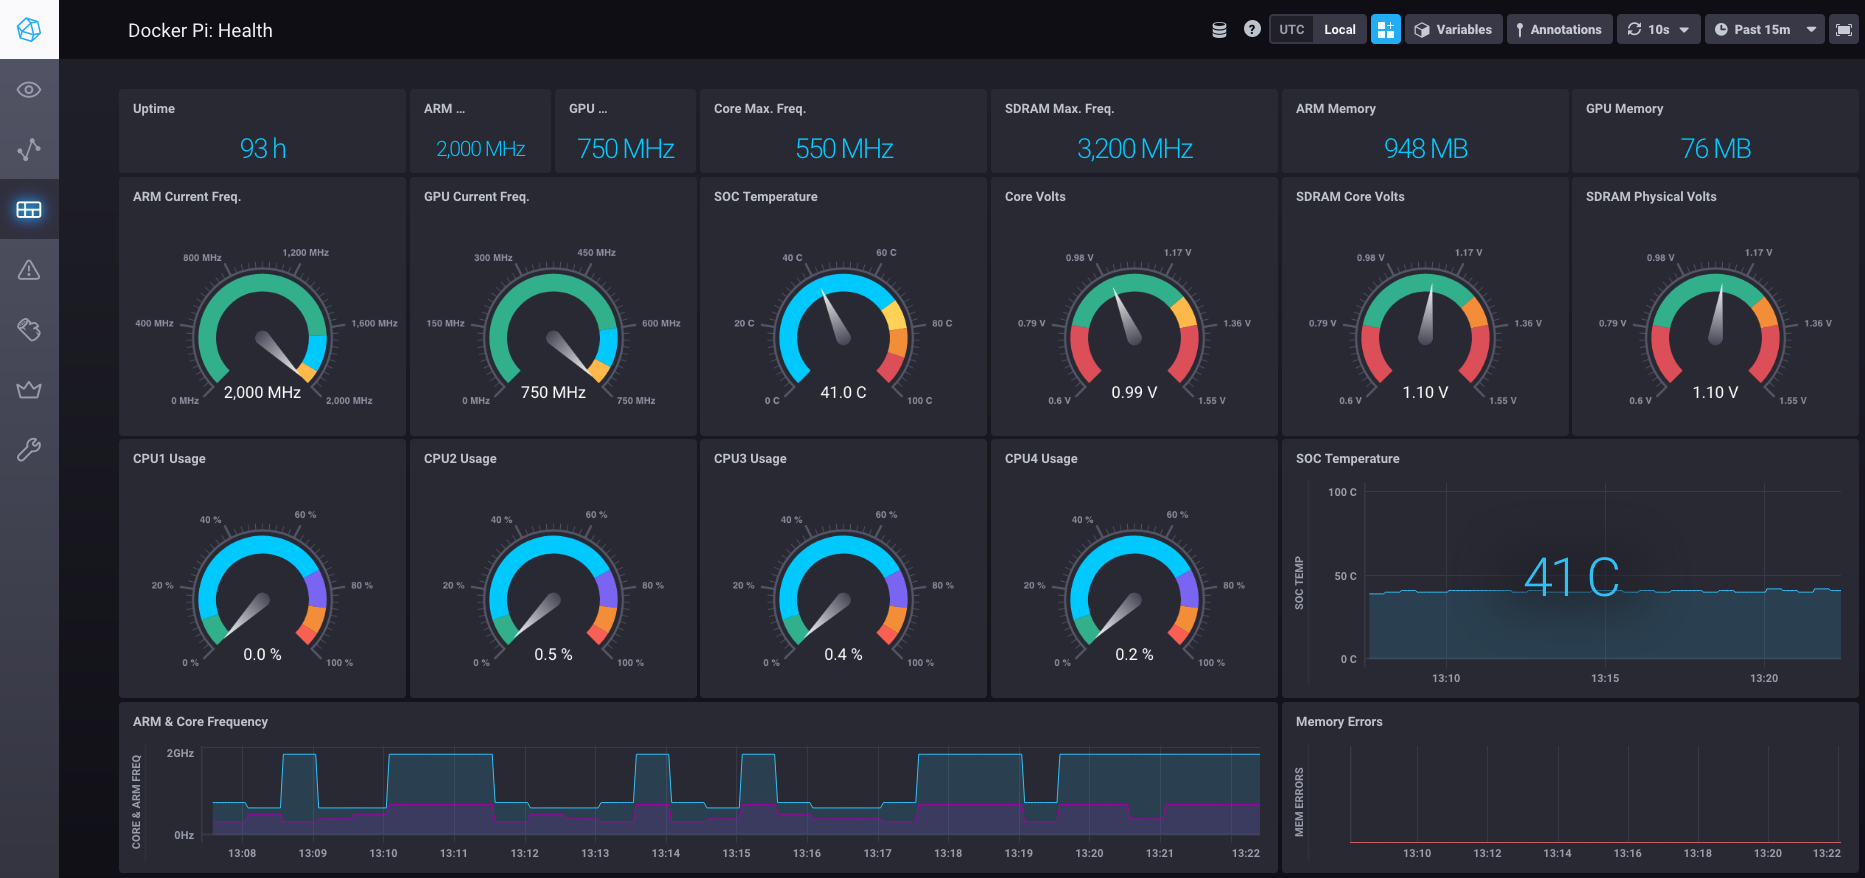 Docker Pi: Health
UTC Local Variables Annotations 10s Past 15m
Uptime
93 h
ARM ...
2,000 MHz
GPU ...
750 MHz
Core Max. Freq.
550 MHz
SDRAM Max. Freq.
3,200 MHz
ARM Memory
948 MB
GPU Memory
76 MB
ARM Current Freq.
800 MHz 1,200 MHz
400 MHz 1,600 MHz
2,000 MHz
0 MHz 2,000 MHz
GPU Current Freq.
300 MHz 450 MHz
150 MHz 600 MHz
750 MHz
0 MHz 750 MHz
SOC Temperature
40 C 60 C
20 C 80 C
41.0 C
0 C 100 C
Core Volts
0.98 V 1.17 V
0.79 V 1.36 V
0.99 V
0.6 V 1.55 V
SDRAM Core Volts
0.98 V 1.17 V
0.79 V 1.36 V
1.10 V
0.6 V 1.55 V
SDRAM Physical Volts
0.98 V 1.17 V
0.79 V 1.36 V
1.10 V
0.6 V 1.55 V
CPU1 Usage
40 % 60 %
20 % 80 %
0.0 %
0 % 100 %
CPU2 Usage
40 % 60 %
20 % 80 %
0.5 %
0 % 100 %
CPU3 Usage
40 % 60 %
20 % 80 %
0.4 %
0 % 100 %
CPU4 Usage
40 % 60 %
20 % 80 %
0.2 %
0 % 100 %
SOC Temperature
SOC TEMP
100 C
50 C
0 C
41 C
13:10 13:15 13:20
ARM & Core Frequency
CORE & ARM FREQ
2GHz
0Hz
13:08 13:09 13:10 13:11 13:12 13:13 13:14 13:15 13:16 13:17 13:18 13:19 13:20 13:21 13:22
Memory Errors
MEM ERRORS
13:10 13:12 13:14 13:16 13:18 13:20 13:22